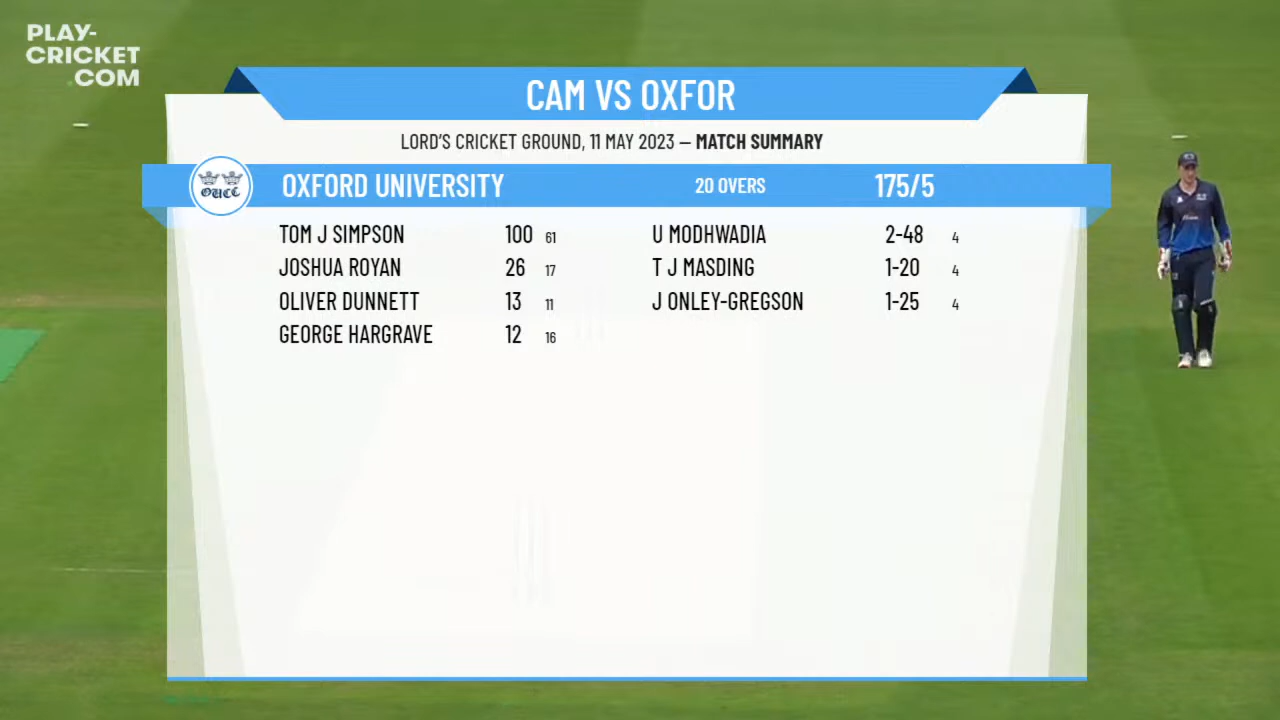 PLAY-
CRICKET
.COM
CAM VS OXFOR
LORD'S CRICKET GROUND, 11 MAY 2023 – MATCH SUMMARY
OUCC OXFORD UNIVERSITY 20 OVERS 175/5
TOM J SIMPSON 100 61 U MODHWADIA 2-48 4
JOSHUA ROYAN 26 17 T J MASDING 1-20 4
OLIVER DUNNETT 13 11 J ONLEY-GREGSON 1-25 4
GEORGE HARGRAVE 12 16